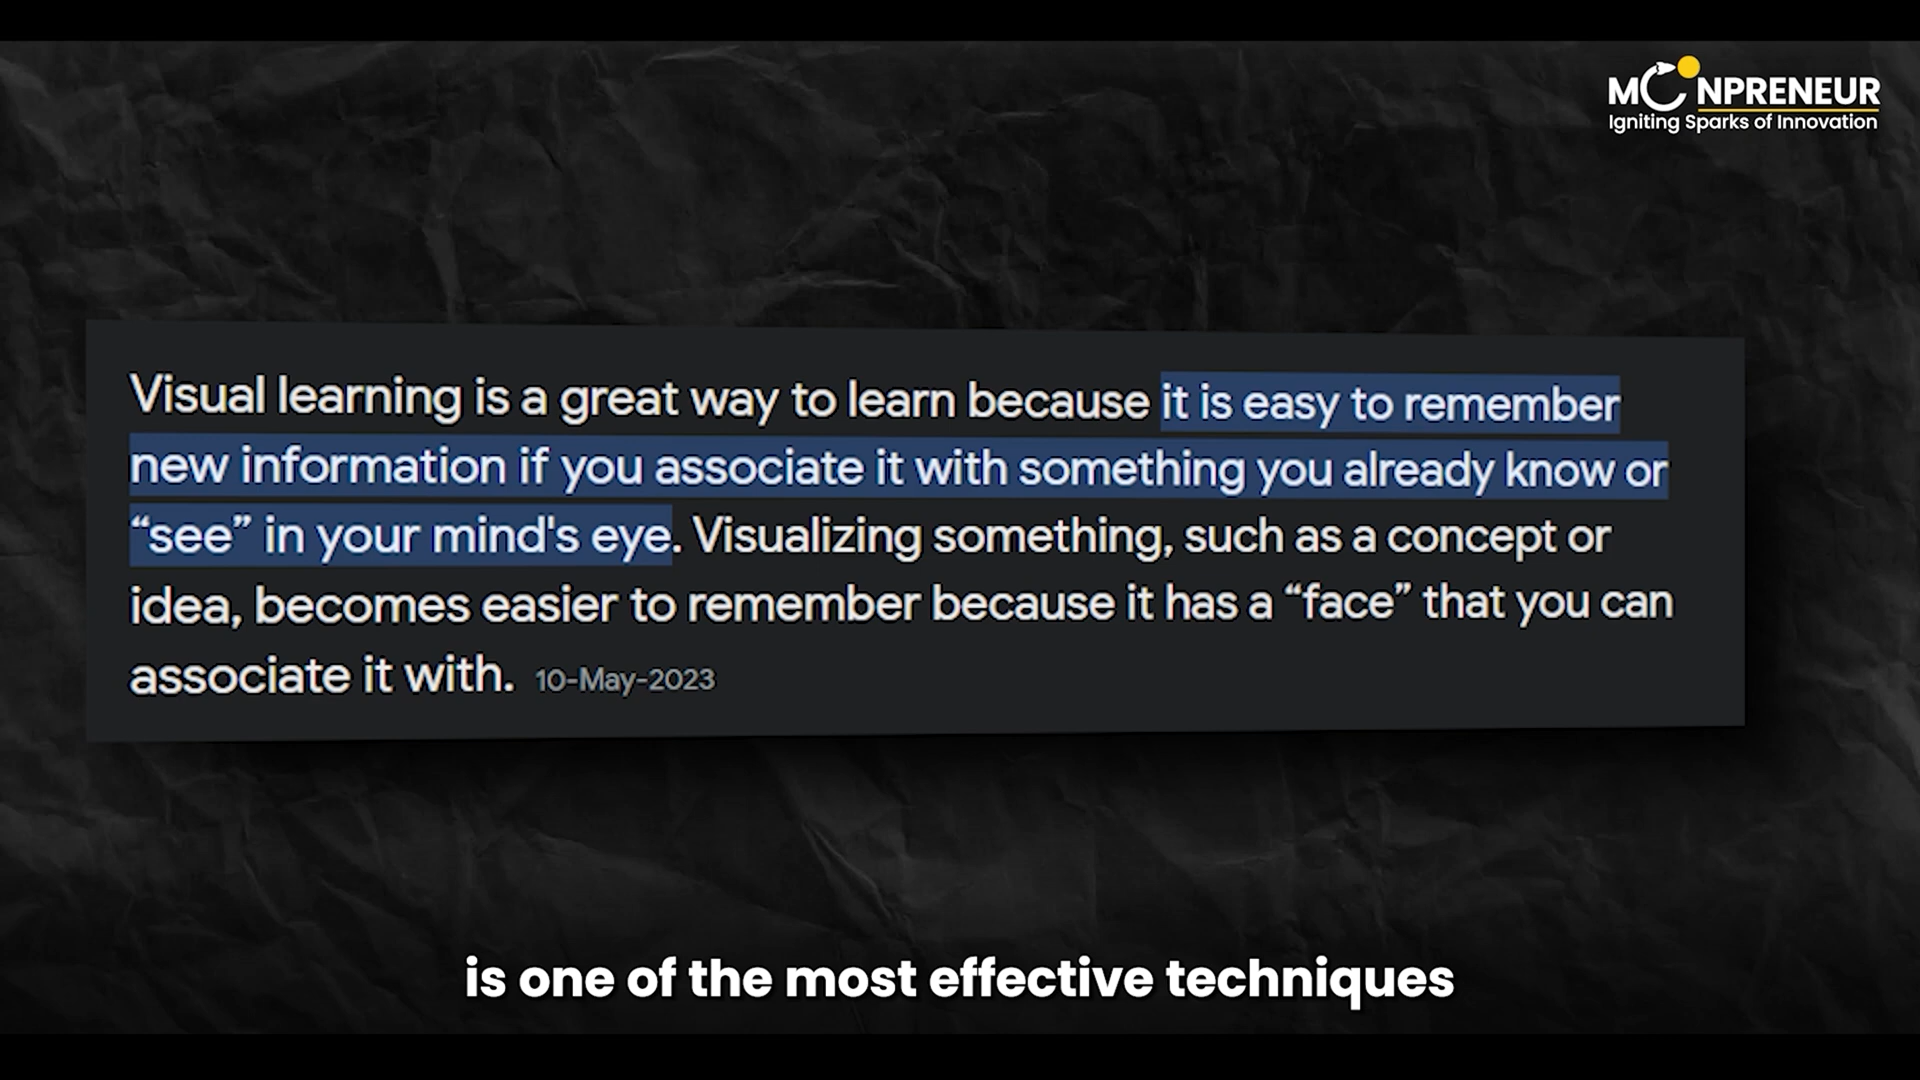 MOONPRENEUR
Igniting Sparks of Innovation
Visual learning is a great way to learn because it is easy to remember
new information if you associate it with something you already know or
“see” in your mind's eye. Visualizing something, such as a concept or
idea, becomes easier to remember because it has a “face” that you can
associate it with. 10-May-2023
is one of the most effective techniques